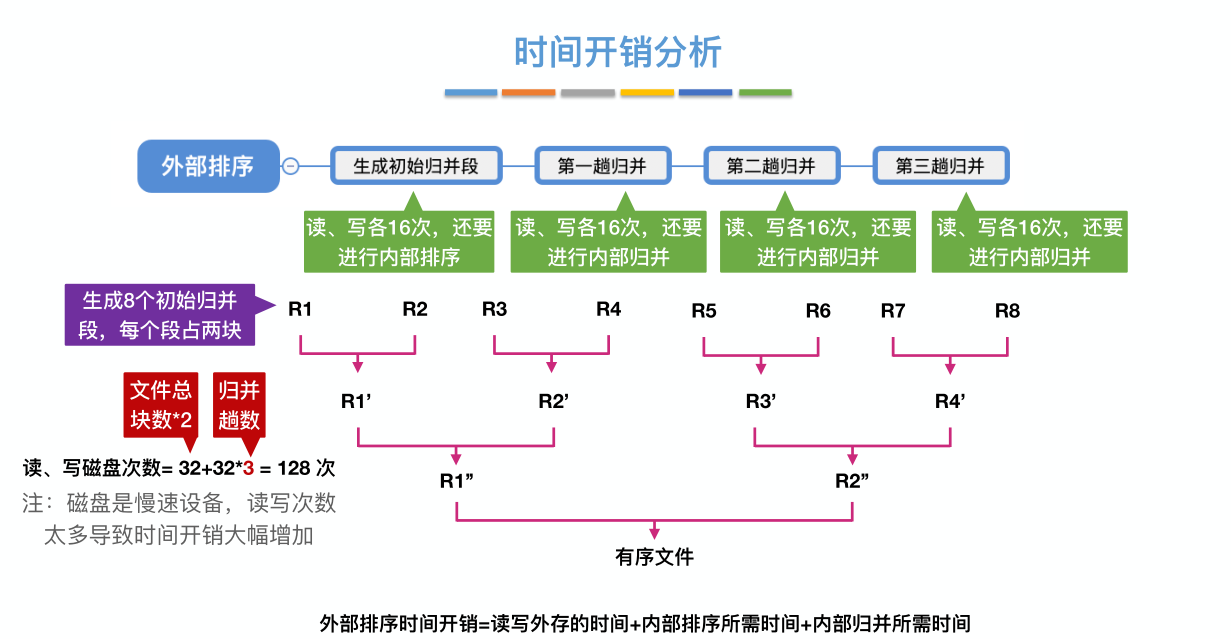 时间开销分析
外部排序
生成初始归并段
第一趟归并
第二趟归并
第三趟归并
读、写各16次，还要
进行内部排序
读、写各16次，还要
进行内部归并
读、写各16次，还要
进行内部归并
读、写各16次，还要
进行内部归并
生成8个初始归并
段，每个段占两块
R1
R2
R3
R4
R5
R6
R7
R8
文件总
块数*2
归并
趟数
R1’
R2’
R3’
R4’
读、写磁盘次数= 32+32*3 = 128 次
注：磁盘是慢速设备，读写次数
太多导致时间开销大幅增加
R1”
R2”
有序文件
外部排序时间开销=读写外存的时间+内部排序所需时间+内部归并所需时间